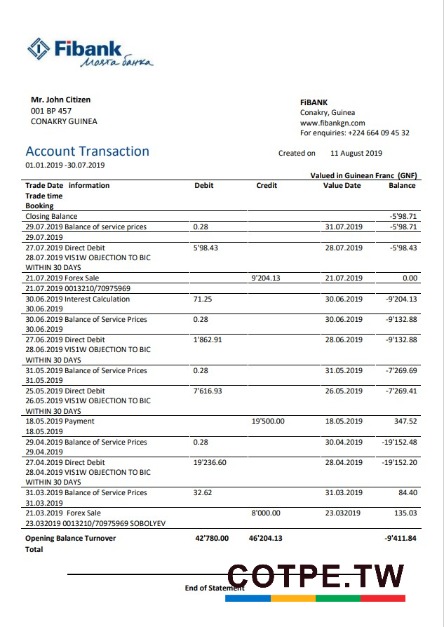 Fibank
Моята банка
Mr. John Citizen
001 BP 457
CONAKRY GUINEA
FiBANK
Conakry, Guinea
www.fibankgn.com
For enquiries: +224 664 09 45 32
Account Transaction
Created on 11 August 2019
01.01.2019 -30.07.2019
Valued in Guinean Franc (GNF)
Trade Date Information Debit Credit Value Date Balance
Trade time
Booking
Closing Balance -5'98.71
29.07.2019 Balance of service prices 0.28 31.07.2019 -5'98.71
29.07.2019
27.07.2019 Direct Debit 5'98.43 28.07.2019 -5'98.43
28.07.2019 VIS1W OBJECTION TO BIC
WITHIN 30 DAYS
21.07.2019 Forex Sale 9'204.13 21.07.2019 0.00
21.07.2019 0013210/70975969
30.06.2019 Interest Calculation 71.25 30.06.2019 -9'204.13
30.06.2019
30.06.2019 Balance of Service Prices 0.28 30.06.2019 -9'132.88
30.06.2019
27.06.2019 Direct Debit 1'862.91 28.06.2019 -9'132.88
28.06.2019 VIS1W OBJECTION TO BIC
WITHIN 30 DAYS
31.05.2019 Balance of Service Prices 0.28 31.05.2019 -7'269.69
31.05.2019
25.05.2019 Direct Debit 7'616.93 26.05.2019 -7'269.41
26.05.2019 VIS1W OBJECTION TO BIC
WITHIN 30 DAYS
18.05.2019 Payment 19'500.00 18.05.2019 347.52
18.05.2019
29.04.2019 Balance of Service Prices 0.28 30.04.2019 -19'152.48
29.04.2019
27.04.2019 Direct Debit 19'236.60 28.04.2019 -19'152.20
28.04.2019 VIS1W OBJECTION TO BIC
WITHIN 30 DAYS
31.03.2019 Balance of Service Prices 32.62 31.03.2019 84.40
31.03.2019
21.03.2019 Forex Sale 8'000.00 23.032019 135.03
23.032019 0013210/70975969 SOBOLYEV
Opening Balance Turnover 42'780.00 46'204.13 -9'411.84
Total
End of Statement
COTPE.TW